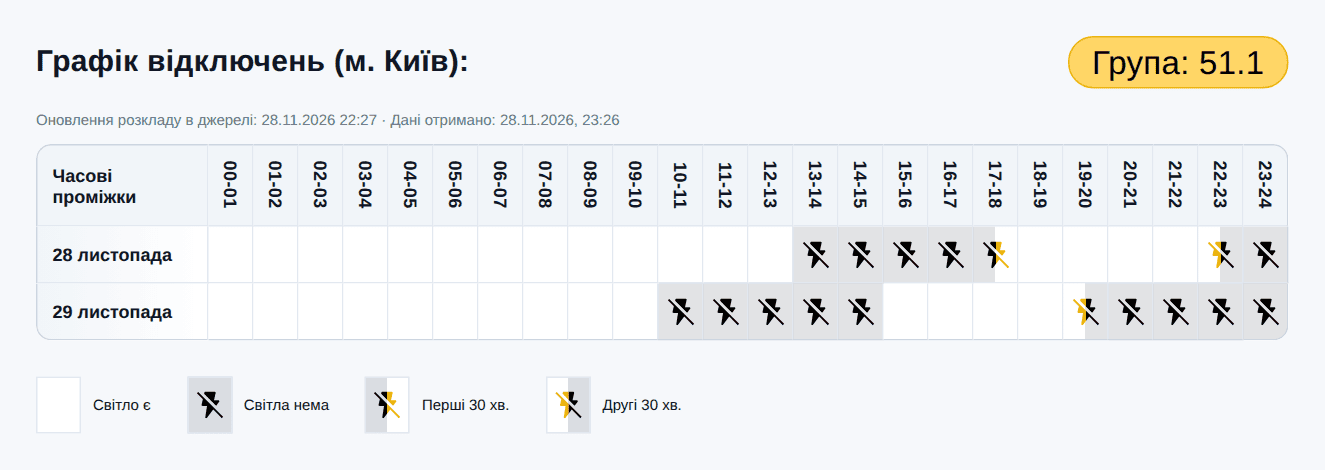 Графік відключень (м. Київ):
Група: 51.1
Оновлення розкладу в джерелі: 28.11.2026 22:27 · Дані отримано: 28.11.2026, 23:26
Часові
проміжки
00-01 01-02 02-03 03-04 04-05 05-06 06-07 07-08 08-09 09-10 10-11 11-12 12-13 13-14 14-15 15-16 16-17 17-18 18-19 19-20 20-21 21-22 22-23 23-24
28 листопада
29 листопада
Світло є Світла нема Перші 30 хв. Другі 30 хв.